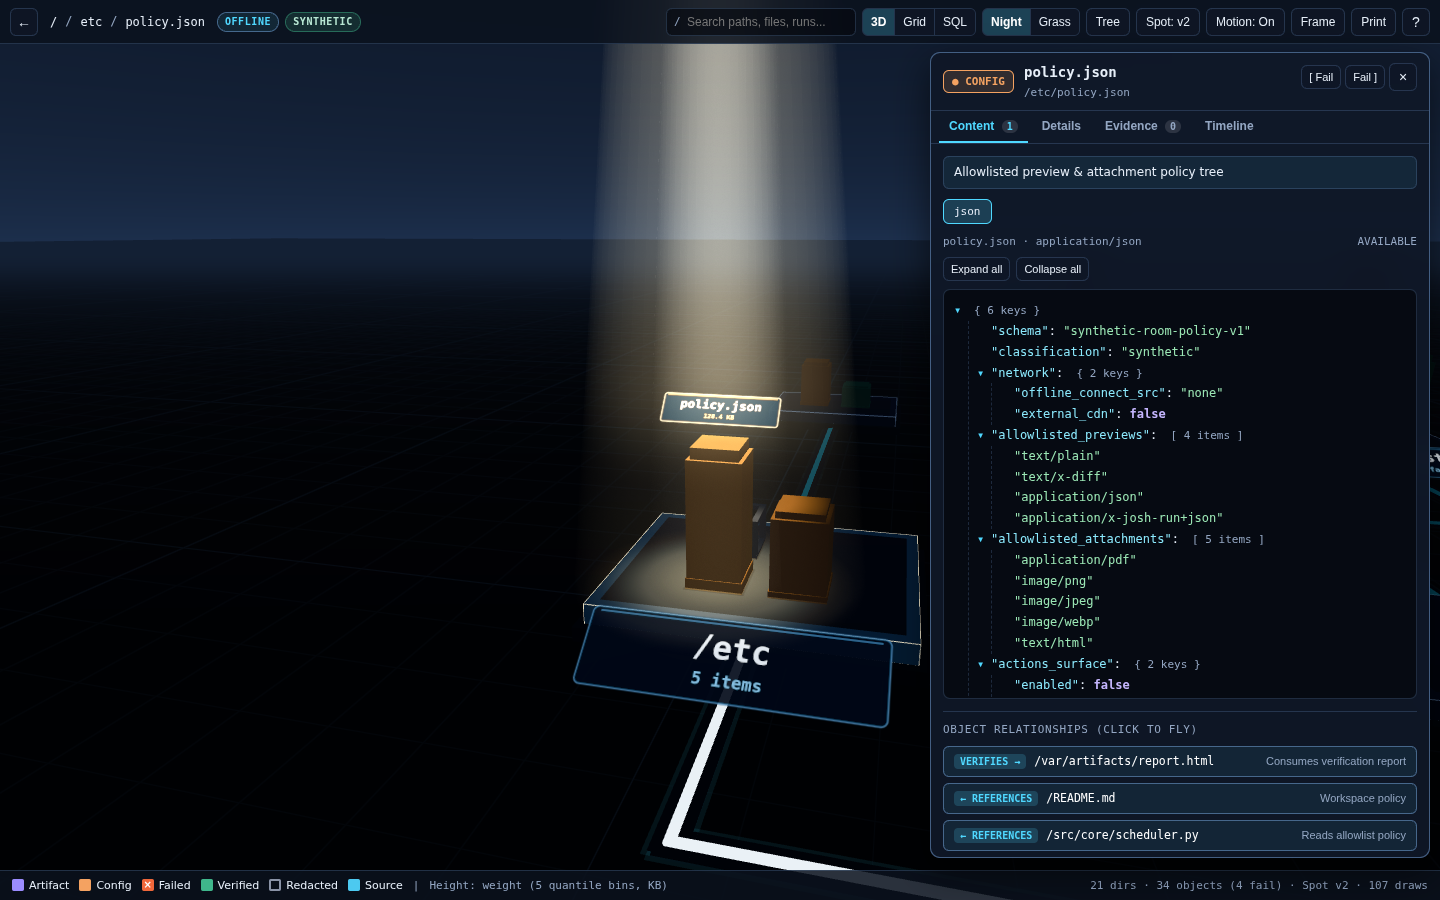 ← / / etc / policy.json OFFLINE SYNTHETIC / Search paths, files, runs... 3D Grid SQL Night Grass Tree Spot: v2 Motion: On Frame Print ?
● CONFIG policy.json [ Fail Fail ] ×
/etc/policy.json
Content 1 Details Evidence 0 Timeline
Allowlisted preview & attachment policy tree
json
policy.json · application/json AVAILABLE
Expand all Collapse all
▾ { 6 keys }
"schema": "synthetic-room-policy-v1"
"classification": "synthetic"
▾ "network": { 2 keys }
"offline_connect_src": "none"
"external_cdn": false
▾ "allowlisted_previews": [ 4 items ]
"text/plain"
"text/x-diff"
"application/json"
"application/x-josh-run+json"
▾ "allowlisted_attachments": [ 5 items ]
"application/pdf"
"image/png"
"image/jpeg"
"image/webp"
"text/html"
▾ "actions_surface": { 2 keys }
"enabled": false
OBJECT RELATIONSHIPS (CLICK TO FLY)
VERIFIES → /var/artifacts/report.html Consumes verification report
← REFERENCES /README.md Workspace policy
← REFERENCES /src/core/scheduler.py Reads allowlist policy
policy.json
128.4 KB
/etc
5 items
Artifact Config Failed Verified Redacted Source | Height: weight (5 quantile bins, KB) 21 dirs · 34 objects (4 fail) · Spot v2 · 107 draws